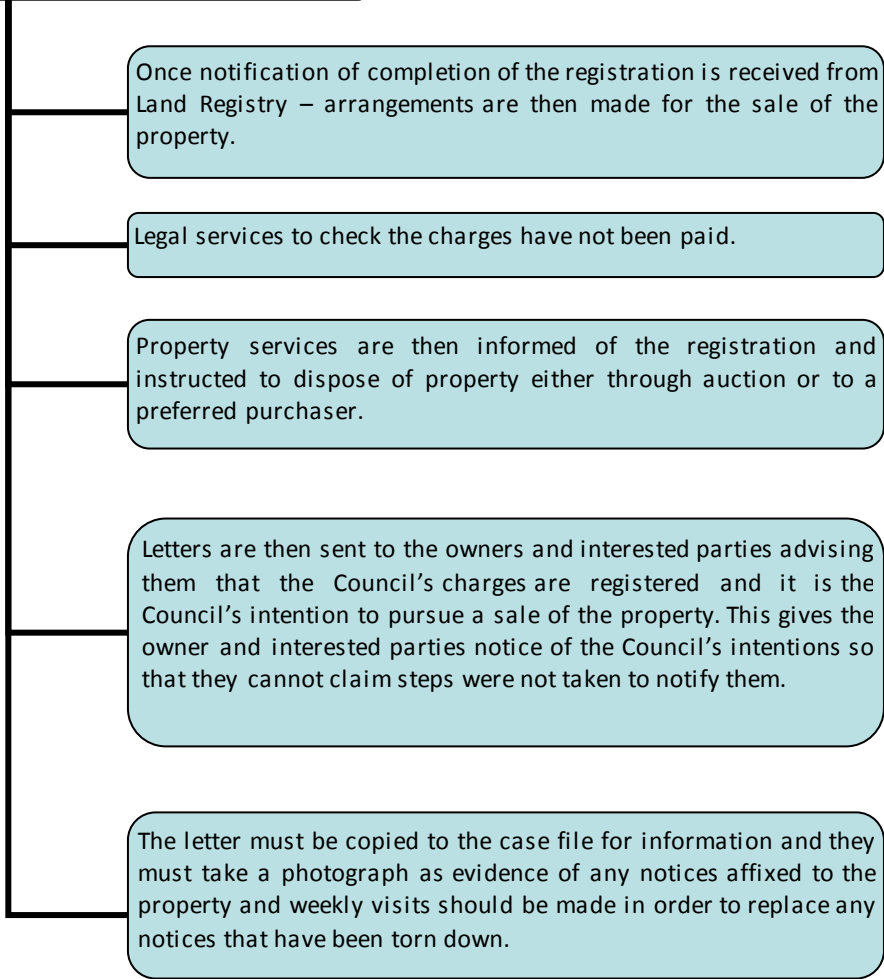 Once notification of completion of the registration is received from
Land Registry – arrangements are then made for the sale of the
property.
Legal services to check the charges have not been paid.
Property services are then informed of the registration and
instructed to dispose of property either through auction or to a
preferred purchaser.
Letters are then sent to the owners and interested parties advising
them that the Council’s charges are registered and it is the
Council’s intention to pursue a sale of the property. This gives the
owner and interested parties notice of the Council’s intentions so
that they cannot claim steps were not taken to notify them.
The letter must be copied to the case file for information and they
must take a photograph as evidence of any notices affixed to the
property and weekly visits should be made in order to replace any
notices that have been torn down.